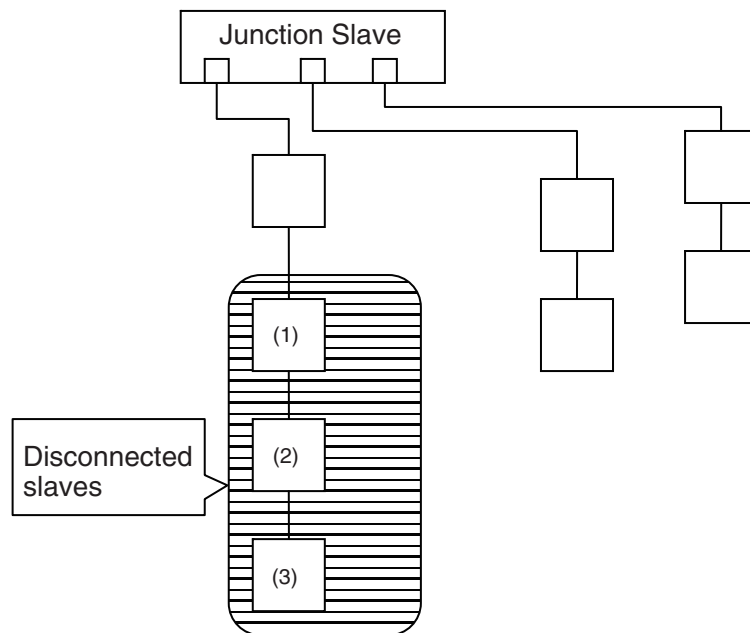 Junction Slave
(1)
(2)
Disconnected
slaves
(3)